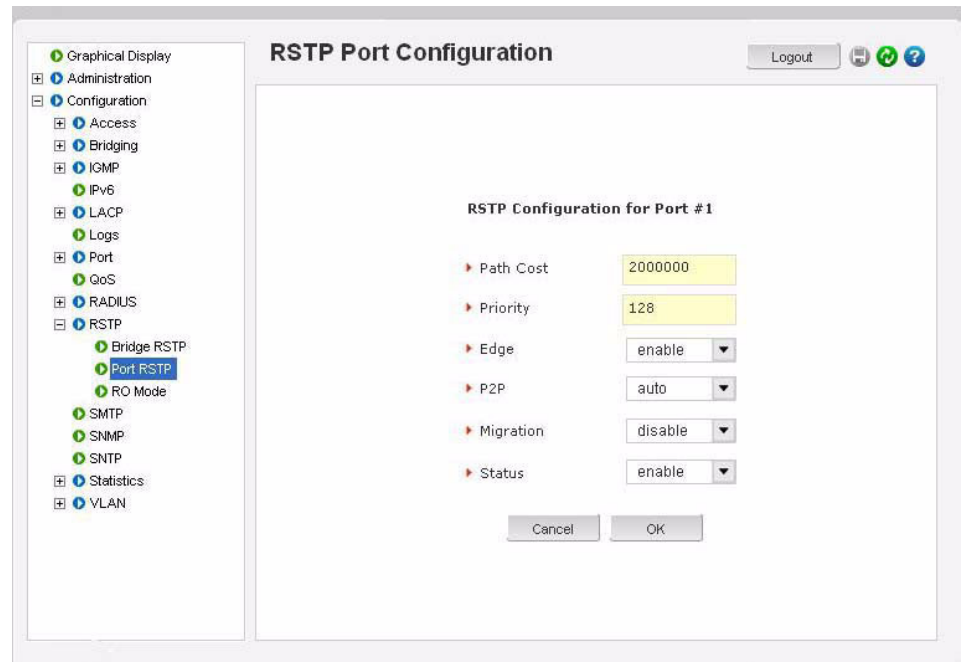 Graphical Display
Administration
Configuration
Access
Bridging
IGMP
IPv6
LACP
Logs
Port
QoS
RADIUS
RSTP
Bridge RSTP
Port RSTP
RO Mode
SMTP
SNMP
SNTP
Statistics
VLAN
RSTP Port Configuration
Logout
RSTP Configuration for Port #1
Path Cost 2000000
Priority 128
Edge enable
P2P auto
Migration disable
Status enable
Cancel OK